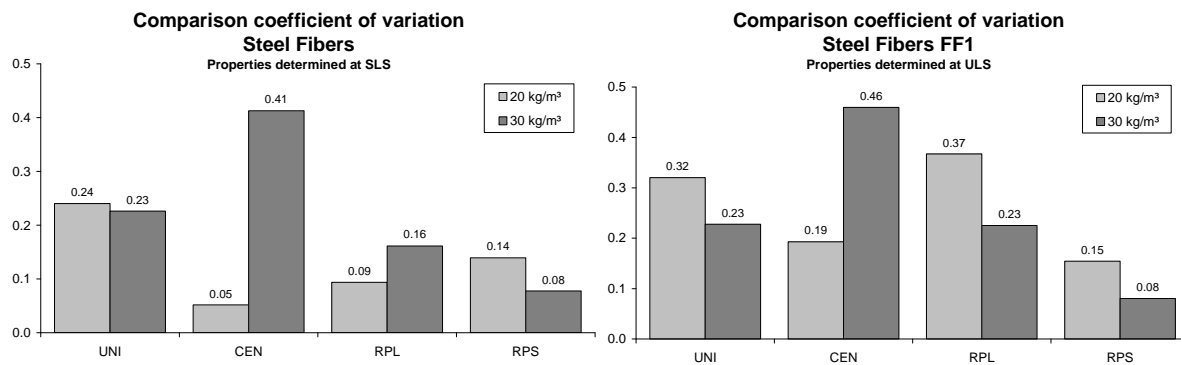 Comparison coefficient of variation
Steel Fibers
Properties determined at SLS
0.5
0.4
0.3
0.2
0.1
0.0
20 kg/m³
30 kg/m³
0.24
0.23
0.05
0.41
0.09
0.16
0.14
0.08
UNI
CEN
RPL
RPS
Comparison coefficient of variation
Steel Fibers FF1
Properties determined at ULS
0.5
0.4
0.3
0.2
0.1
0.0
20 kg/m³
30 kg/m³
0.32
0.23
0.19
0.46
0.37
0.23
0.15
0.08
UNI
CEN
RPL
RPS